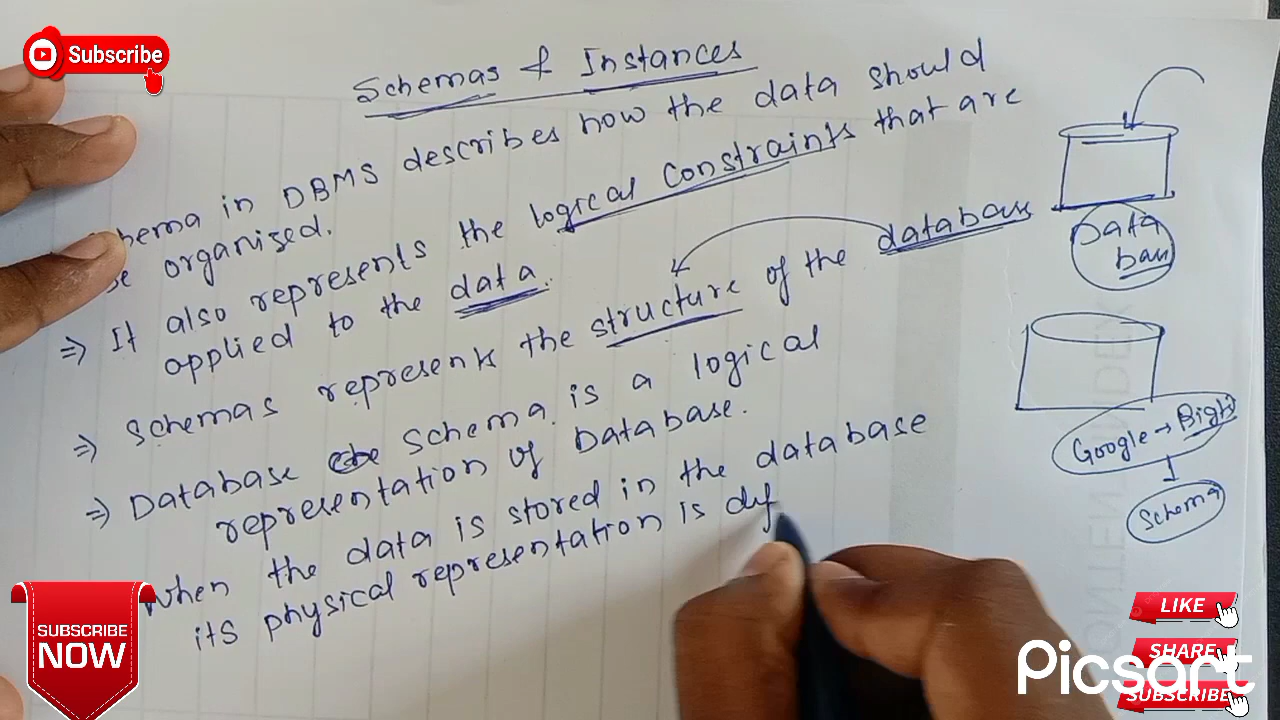 Subscribe
Schemas & Instances
hema in DBMS describes how the data should
be organised.
⇒ It also represents the logical constraints that are
applied to the data.
⇒ Schemas represents the structure of the database
⇒ Database Schema is a logical
representation of Database.
When the data is stored in the database
its physical representation is dif
Data
base
Google →
Schema
SUBSCRIBE
NOW
LIKE
SHARE
SUBSCRIBE
Picsart